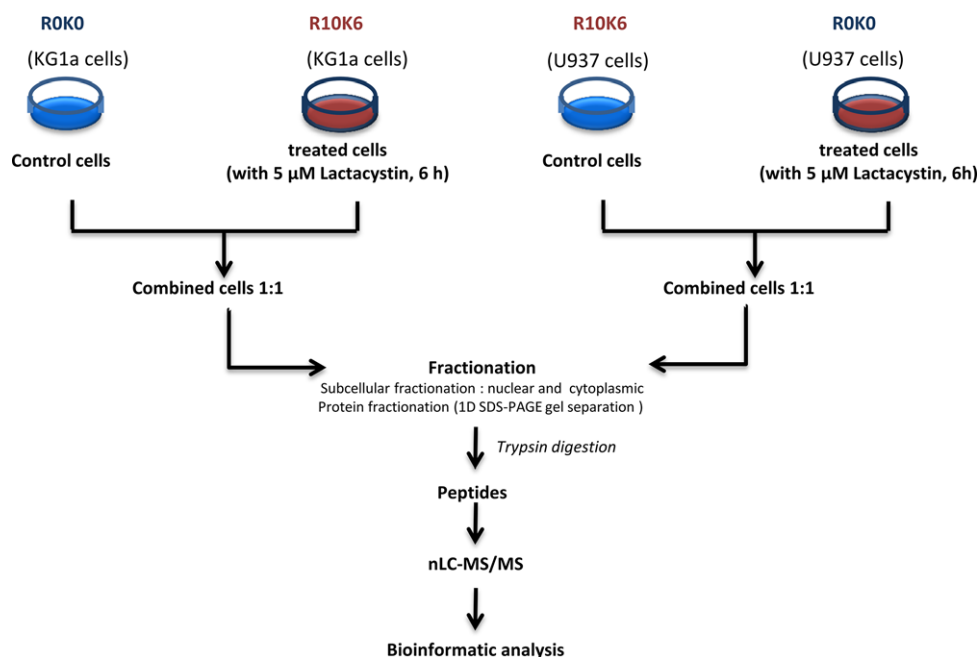 R0K0
(KG1a cells)
Control cells
R10K6
(KG1a cells)
treated cells
(with 5 µM Lactacystin, 6 h)
R10K6
(U937 cells)
Control cells
R0K0
(U937 cells)
treated cells
(with 5 µM Lactacystin, 6h)
Combined cells 1:1
Combined cells 1:1
Fractionation
Subcellular fractionation : nuclear and cytoplasmic
Protein fractionation (1D SDS-PAGE gel separation )
Trypsin digestion
Peptides
nLC-MS/MS
Bioinformatic analysis